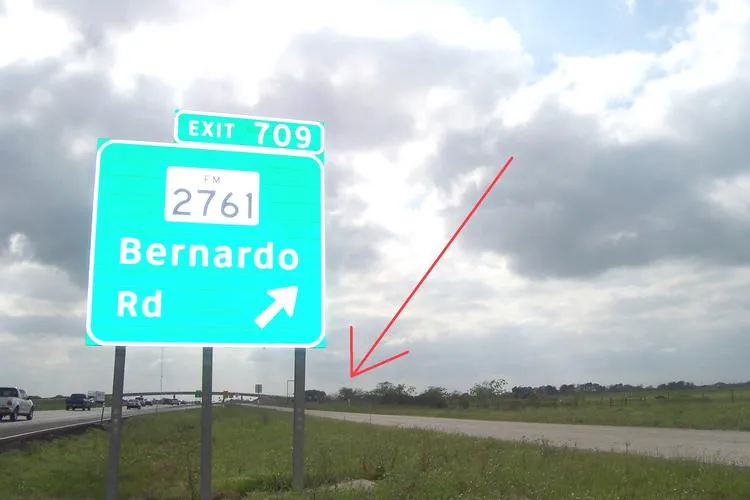 EXIT 709
FM
2761
Bernardo
Rd